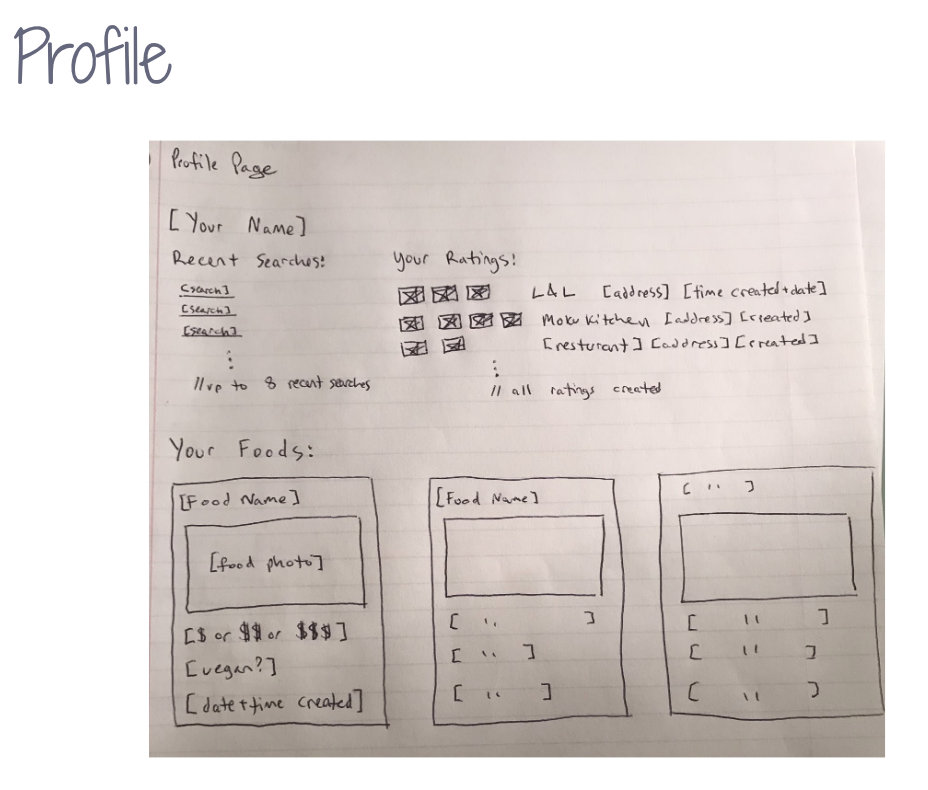 Profile
Profile Page
[Your Name]
Recent Searches!
[search]
[search]
[search]
// up to 8 recent searches
Your Ratings!
L&L [address] [time created+date]
Moku Kitchen [address] [created]
[resturant] [address] [created]
// all ratings created
Your Foods:
[Food Name]
[food photo]
[$ or $$ or $$$]
[vegan?]
[date+time created]
[Food Name]
[ " ]
[ " ]
[ " ]
[ " ]
[ " ]
[ " ]
[ " ]